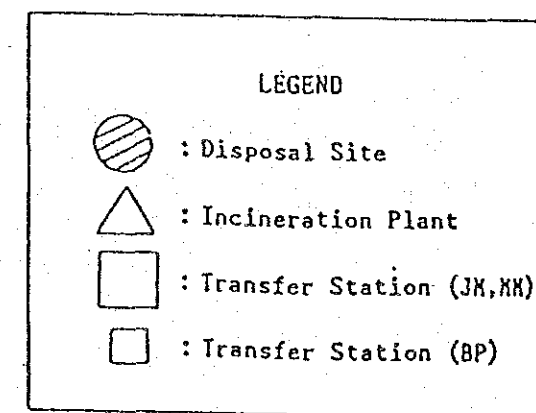 LEGEND
: Disposal Site
: Incineration Plant
: Transfer Station (JK,KK)
: Transfer Station (BP)